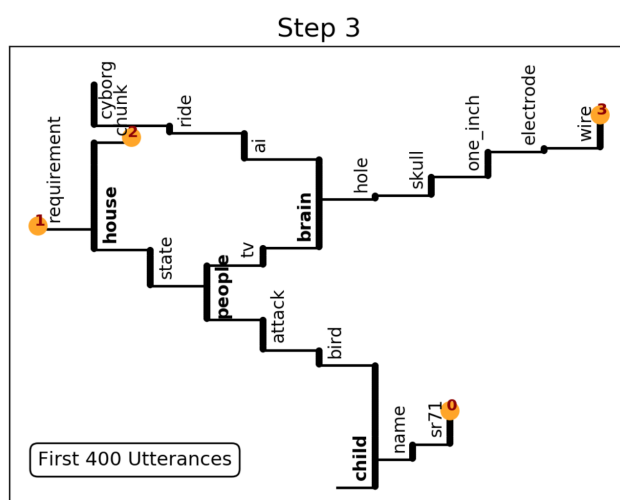 Step 3
cyborg
chunk
2
ride
ai
requirement
1
house
state
people
tv
brain
hole
skull
one_inch
electrode
wire
3
attack
bird
child
name
sr71
0
First 400 Utterances